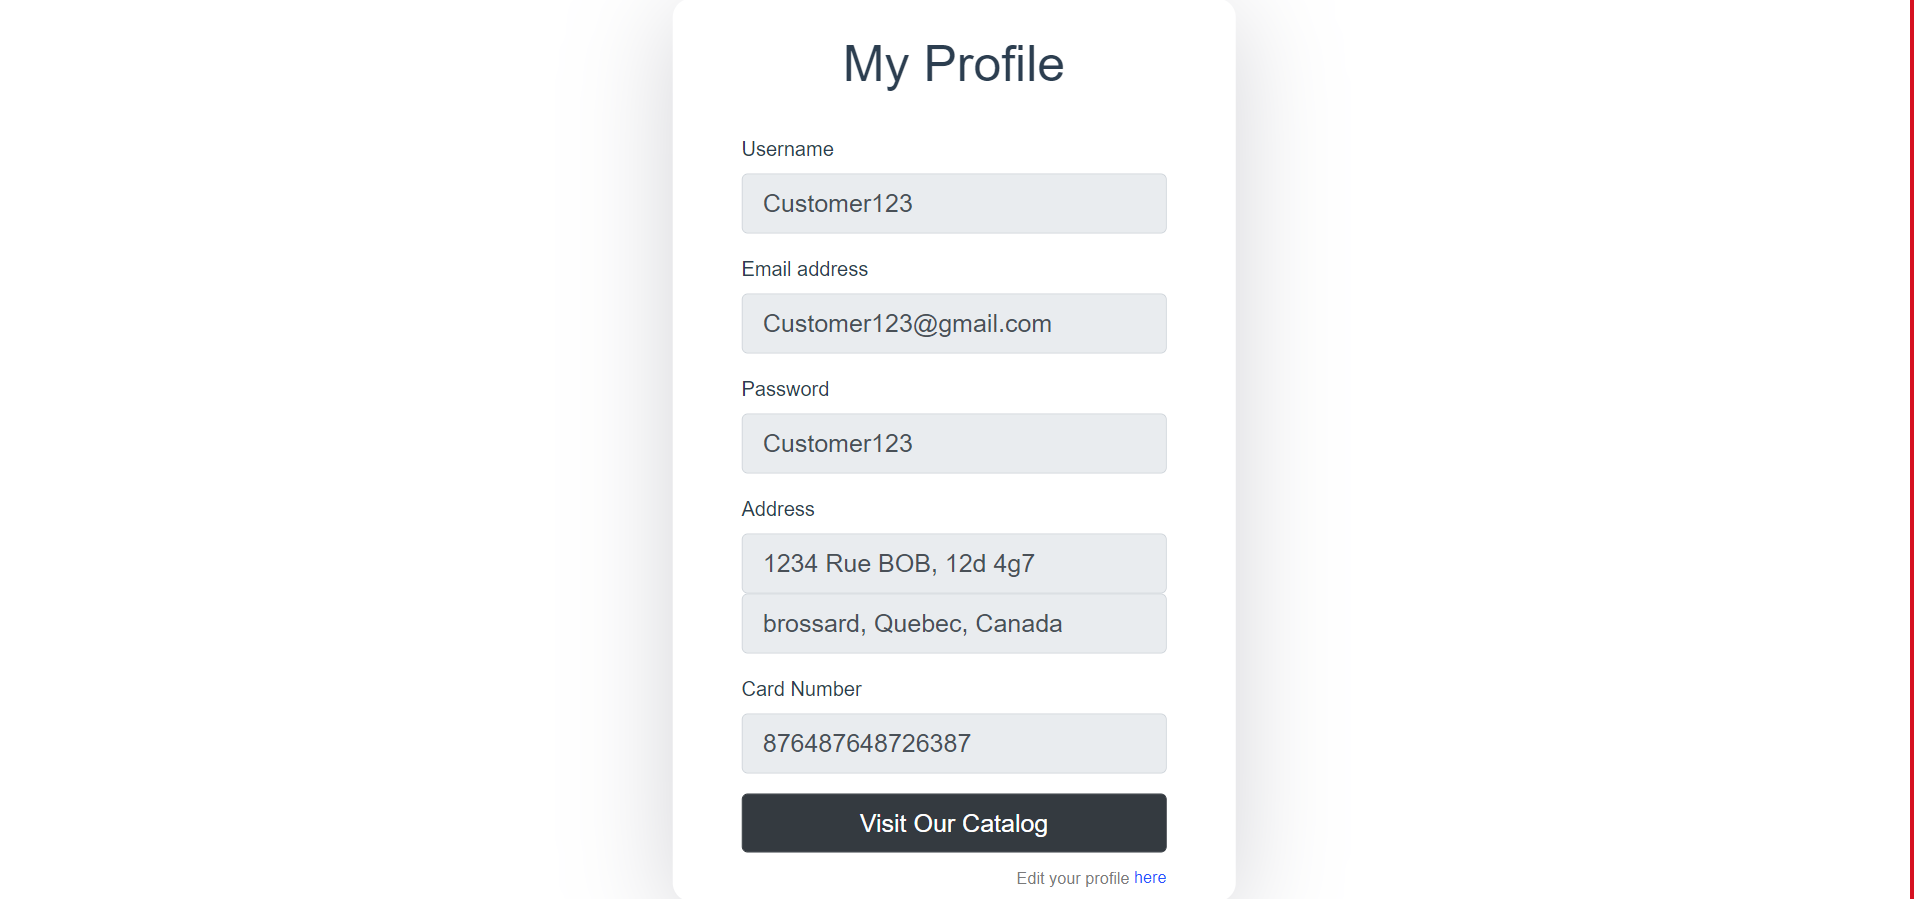 My Profile
Username
Customer123
Email address
Customer123@gmail.com
Password
Customer123
Address
1234 Rue BOB, 12d 4g7
brossard, Quebec, Canada
Card Number
876487648726387
Visit Our Catalog
Edit your profile here